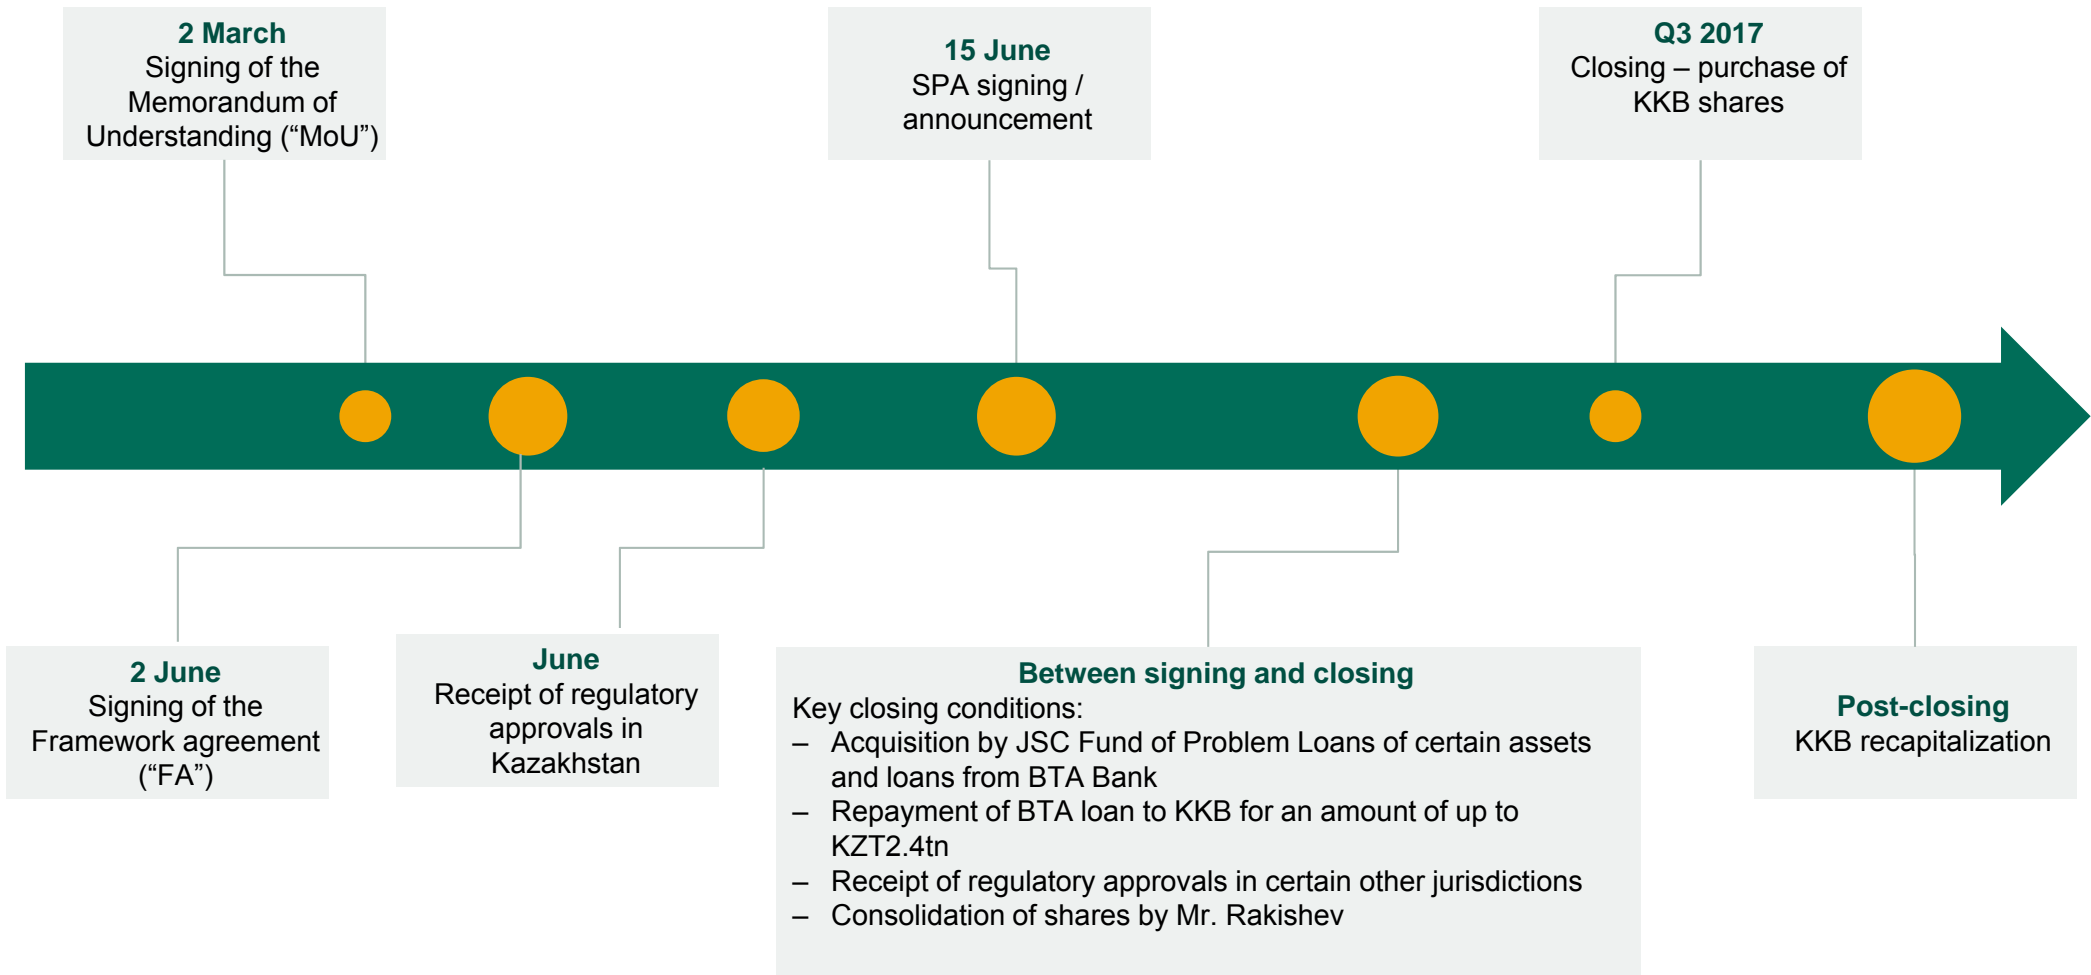 2 March
Signing of the
Memorandum of
Understanding (“MoU”)
15 June
SPA signing /
announcement
Q3 2017
Closing – purchase of
KKB shares
2 June
Signing of the
Framework agreement
(“FA”)
June
Receipt of regulatory
approvals in
Kazakhstan
Between signing and closing
Key closing conditions:
– Acquisition by JSC Fund of Problem Loans of certain assets
and loans from BTA Bank
– Repayment of BTA loan to KKB for an amount of up to
KZT2.4tn
– Receipt of regulatory approvals in certain other jurisdictions
– Consolidation of shares by Mr. Rakishev
Post-closing
KKB recapitalization